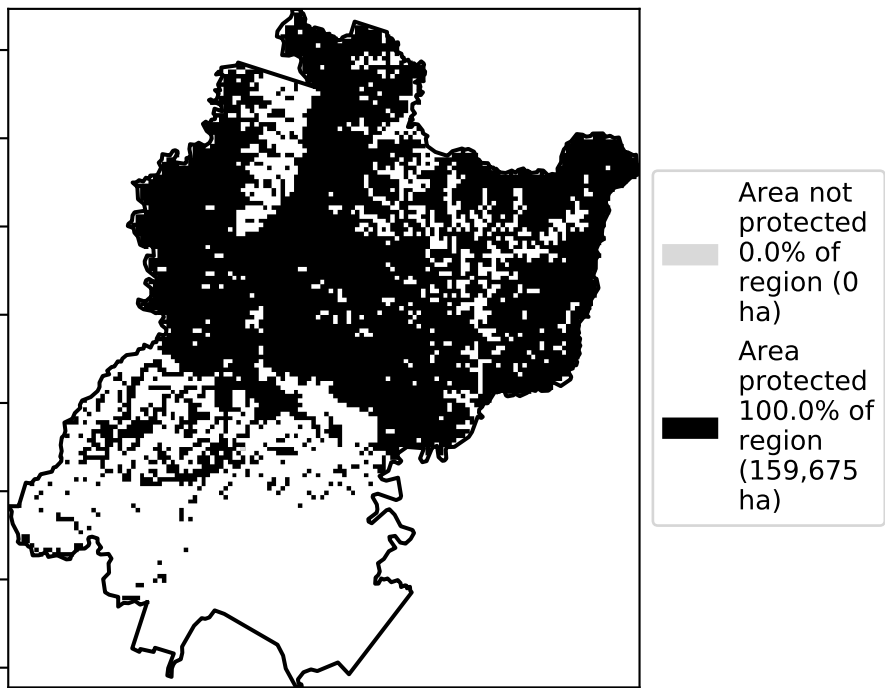 Area not
protected
0.0% of
region (0
ha)
Area
protected
100.0% of
region
(159,675
ha)